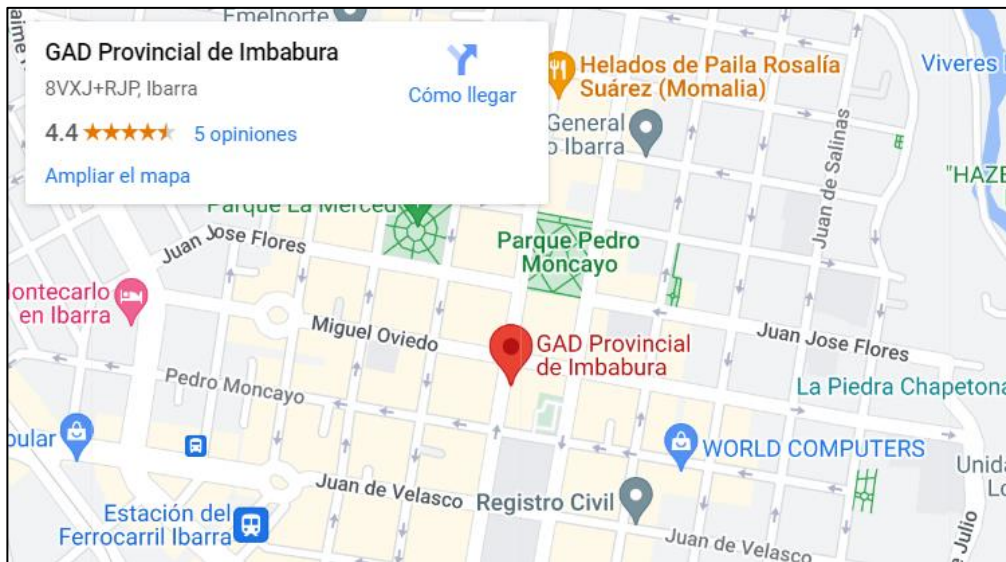 Emelnorte
GAD Provincial de Imbabura
8VXJ+RJP, Ibarra
4.4
5 opiniones
Ampliar el mapa
Cómo llegar
Helados de Paila Rosalía
Suárez (Momalia)
Viveres
General
o Ibarra
"HAZE
Juan de Salinas
Parque La Merced
Parque Pedro
Moncayo
Juan Jose Flores
ontecarlo
en Ibarra
Miguel Oviedo
GAD Provincial
de Imbabura
Juan Jose Flores
Pedro Moncayo
La Piedra Chapetona
pular
WORLD COMPUTERS
Unida
Lo
Juan de Velasco
Registro Civil
Estación del
Ferrocarril Ibarra
Juan de Velasco
e Julio